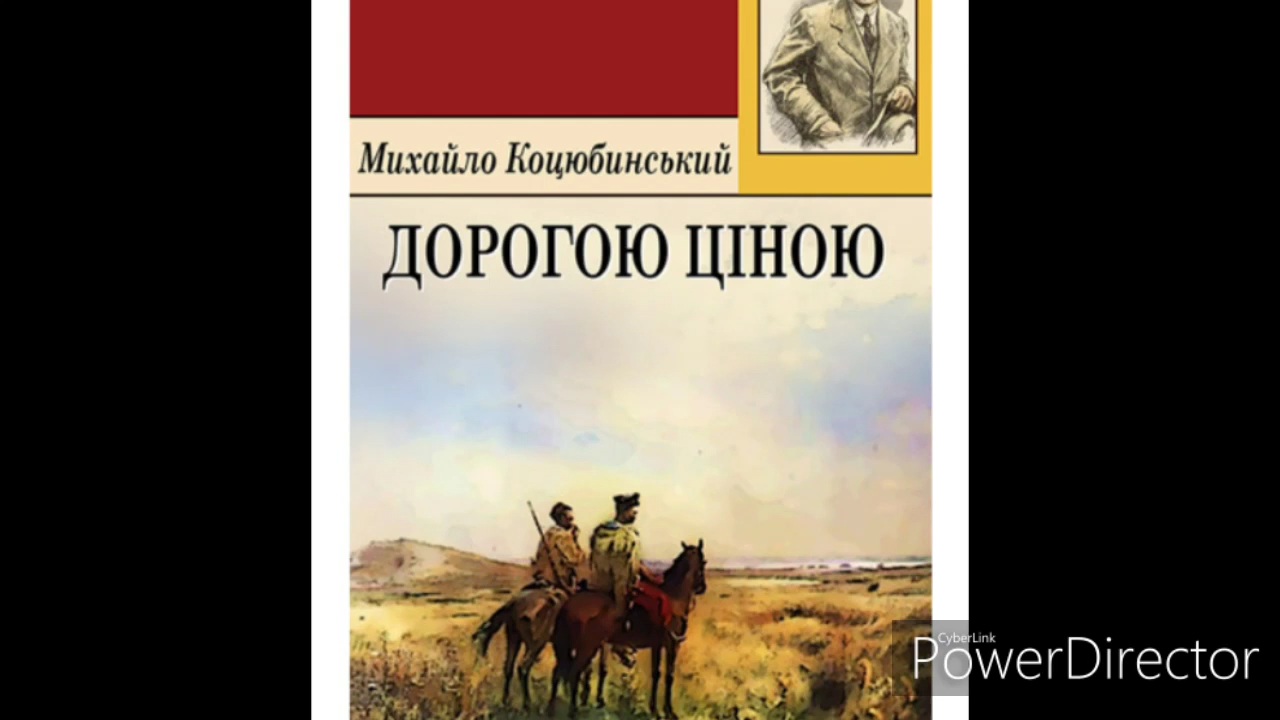 Михайло Коцюбинський
ДОРОГОЮ ЦІНОЮ
CyberLink
PowerDirector